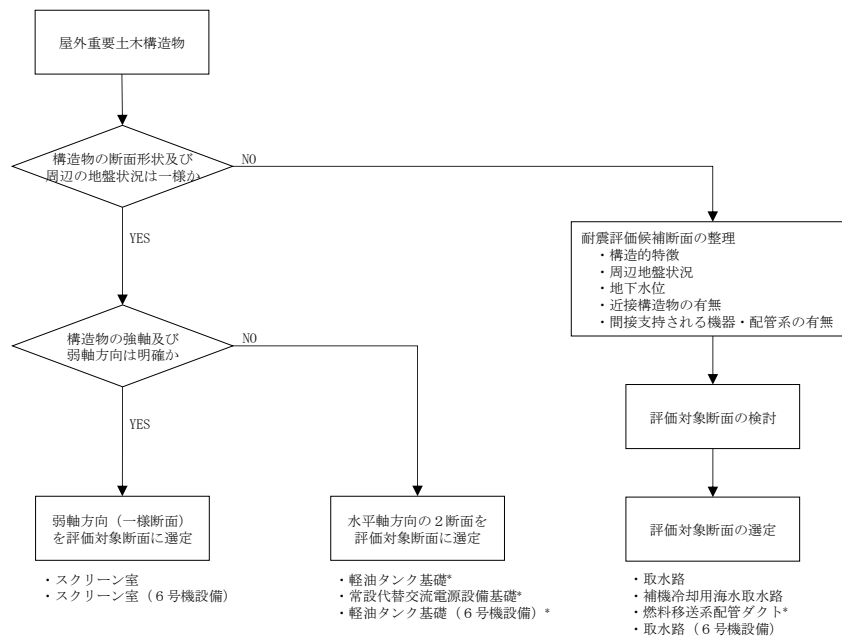 屋外重要土木構造物
構造物の断面形状及び
周辺の地盤状況は一様か
NO
YES
耐震評価候補断面の整理
・構造的特徴
・周辺地盤状況
・地下水位
・近接構造物の有無
・間接支持される機器・配管系の有無
構造物の強軸及び
弱軸方向は明確か
NO
YES
評価対象断面の検討
弱軸方向（一様断面）
を評価対象断面に選定
水平軸方向の２断面を
評価対象断面に選定
評価対象断面の選定
・スクリーン室
・スクリーン室（６号機設備）
・軽油タンク基礎*
・常設代替交流電源設備基礎*
・軽油タンク基礎（６号機設備）*
・取水路
・補機冷却用海水取水路
・燃料移送系配管ダクト*
・取水路（６号機設備）